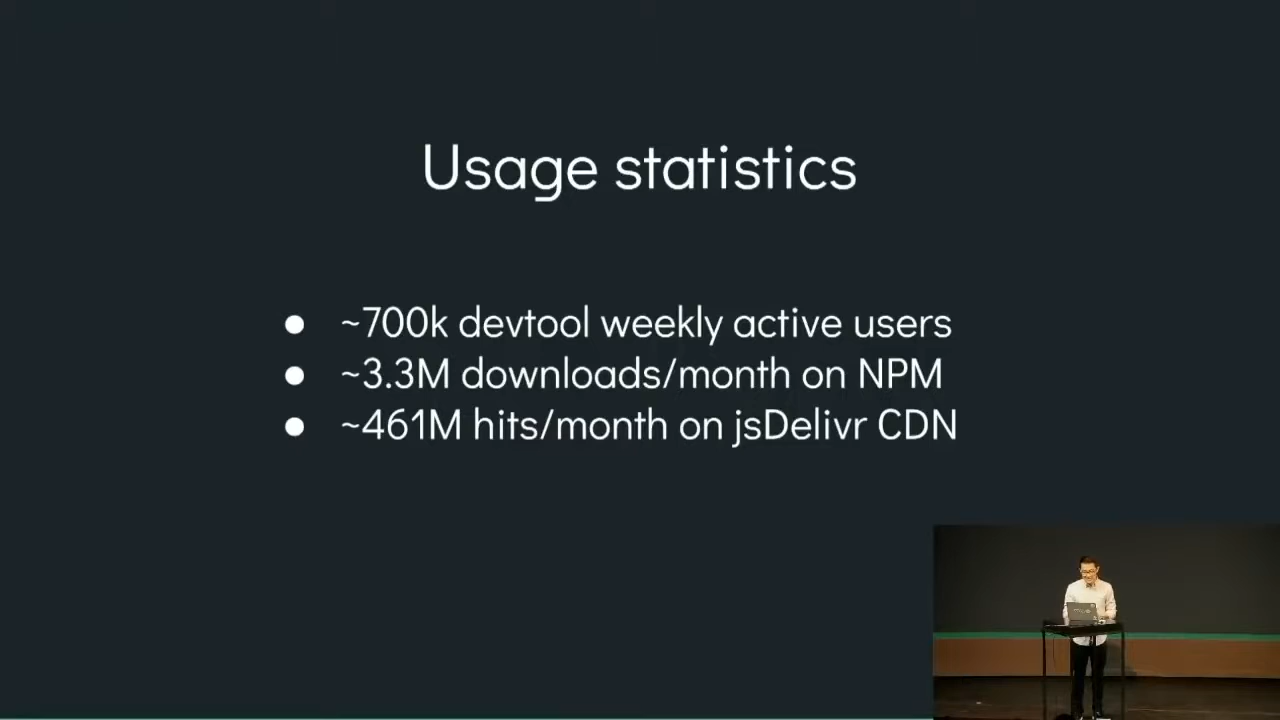 Usage statistics
● ~700k devtool weekly active users
● ~3.3M downloads/month on NPM
● ~461M hits/month on jsDelivr CDN